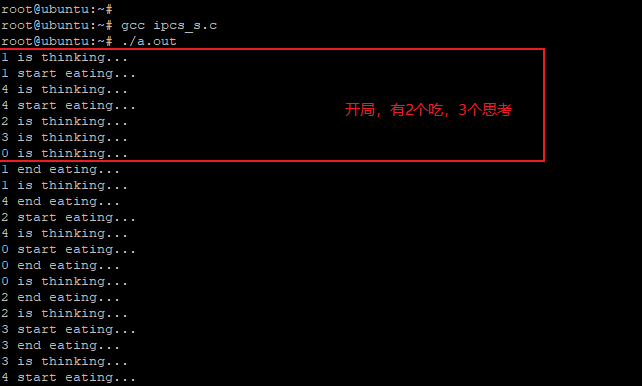 root@ubuntu:~#
root@ubuntu:~# gcc ipcs_s.c
root@ubuntu:~# ./a.out
1 is thinking...
1 start eating...
4 is thinking...
4 start eating...
2 is thinking...
开局，有2个吃，3个思考
3 is thinking...
0 is thinking...
1 end eating...
1 is thinking...
4 end eating...
2 start eating...
4 is thinking...
0 start eating...
0 end eating...
0 is thinking...
2 end eating...
2 is thinking...
3 start eating...
3 end eating...
3 is thinking...
4 start eating...